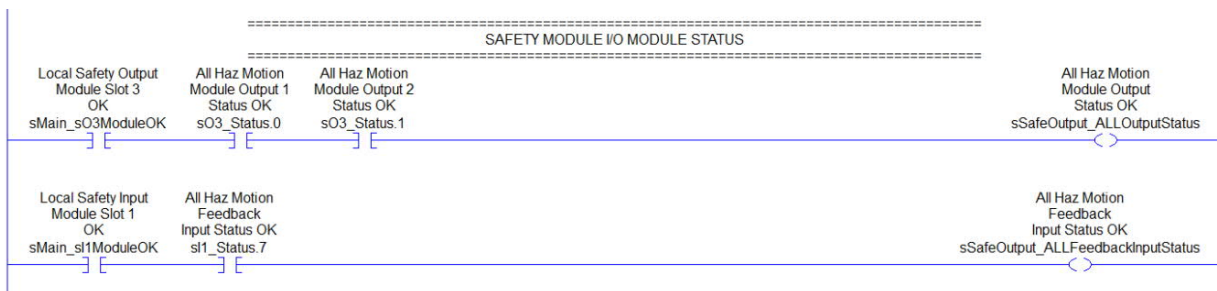 ==========================================================================
SAFETY MODULE I/O MODULE STATUS
==========================================================================
Local Safety Output
Module Slot 3
OK
sMain_sO3ModuleOK
All Haz Motion
Module Output 1
Status OK
sO3_Status.0
All Haz Motion
Module Output 2
Status OK
sO3_Status.1
All Haz Motion
Module Output
Status OK
sSafeOutput_ALLOutputStatus
Local Safety Input
Module Slot 1
OK
sMain_sI1ModuleOK
All Haz Motion
Feedback
Input Status OK
sI1_Status.7
All Haz Motion
Feedback
Input Status OK
sSafeOutput_ALLFeedbackInputStatus